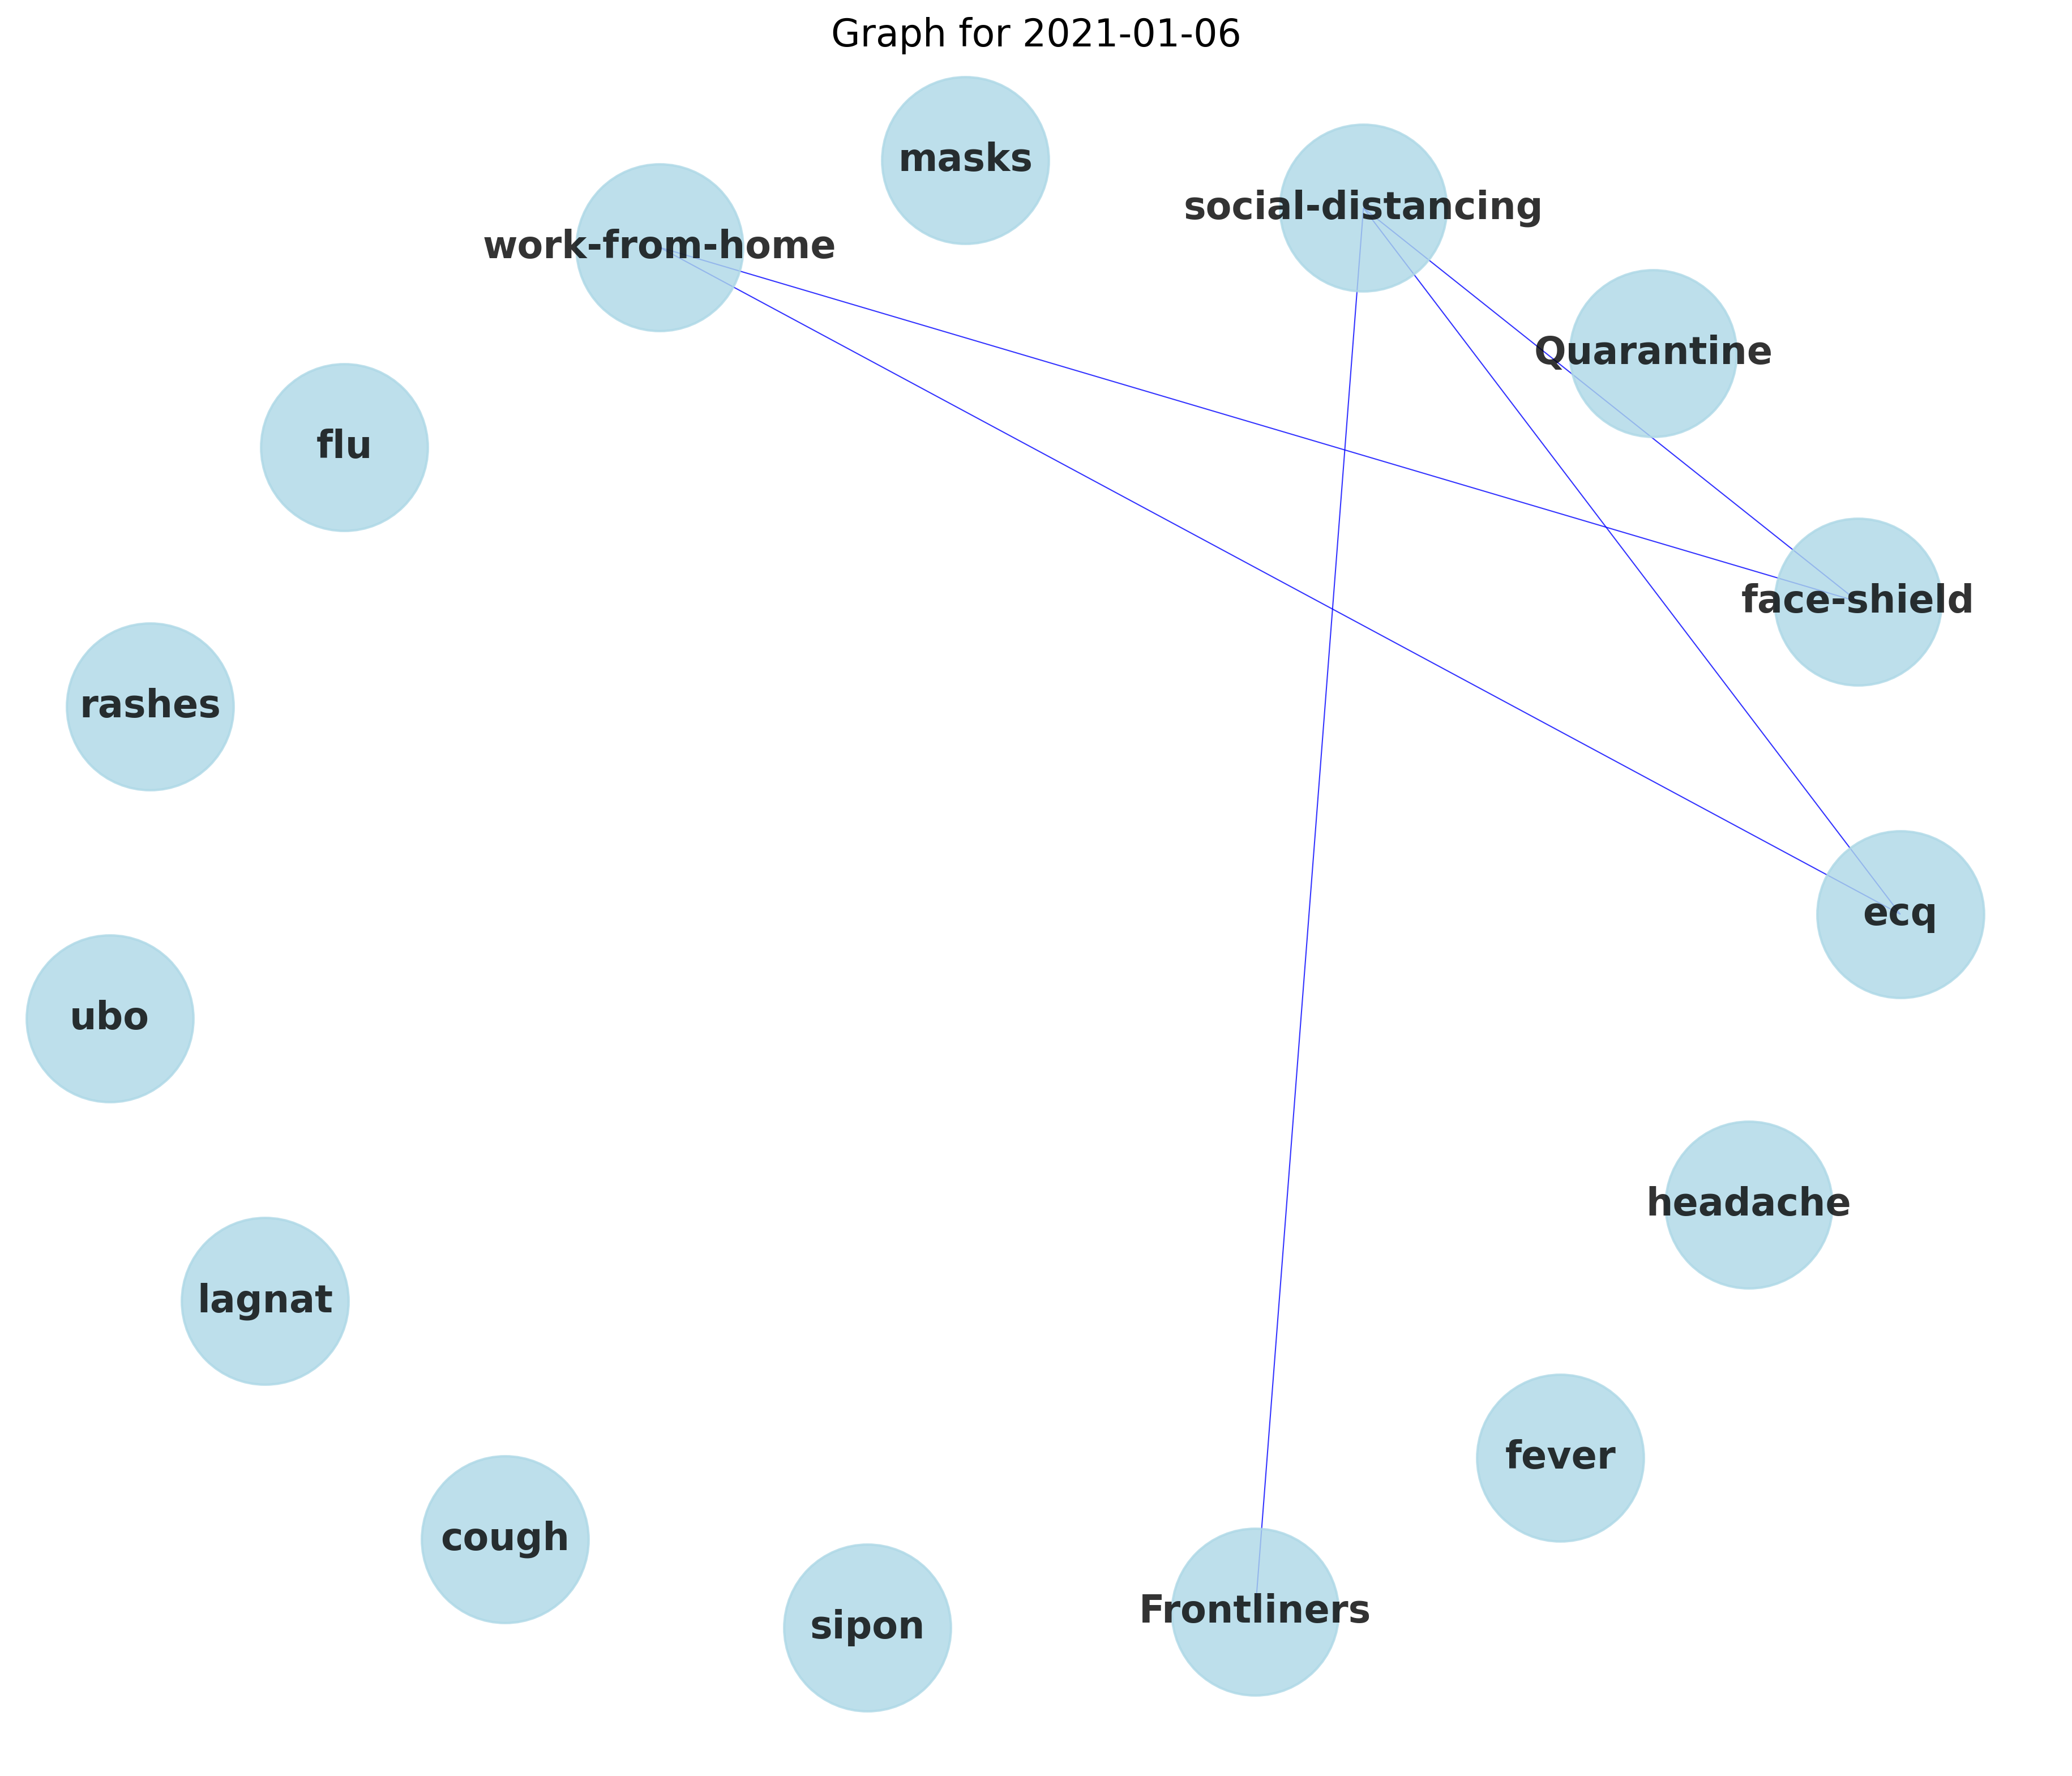 Graph for 2021-01-06
masks
social-distancing
work-from-home
Quarantine
flu
face-shield
rashes
ecq
ubo
headache
lagnat
fever
cough
Frontliners
sipon